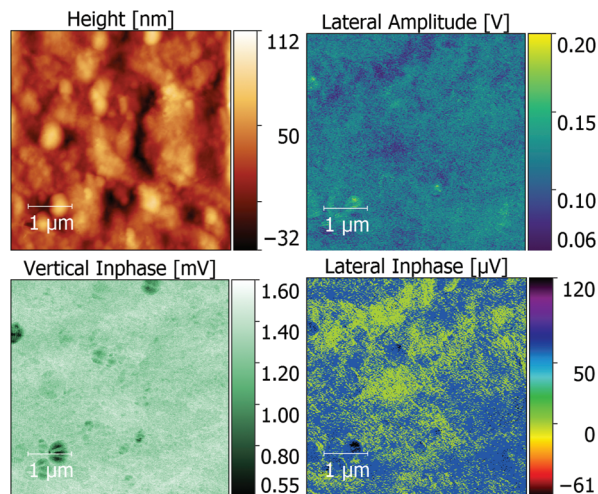 Height [nm]
112
50
−32
1 µm
Lateral Amplitude [V]
0.20
0.15
0.10
0.06
1 µm
Vertical Inphase [mV]
1.60
1.40
1.20
1.00
0.80
0.55
1 µm
Lateral Inphase [µV]
120
50
0
−61
1 µm